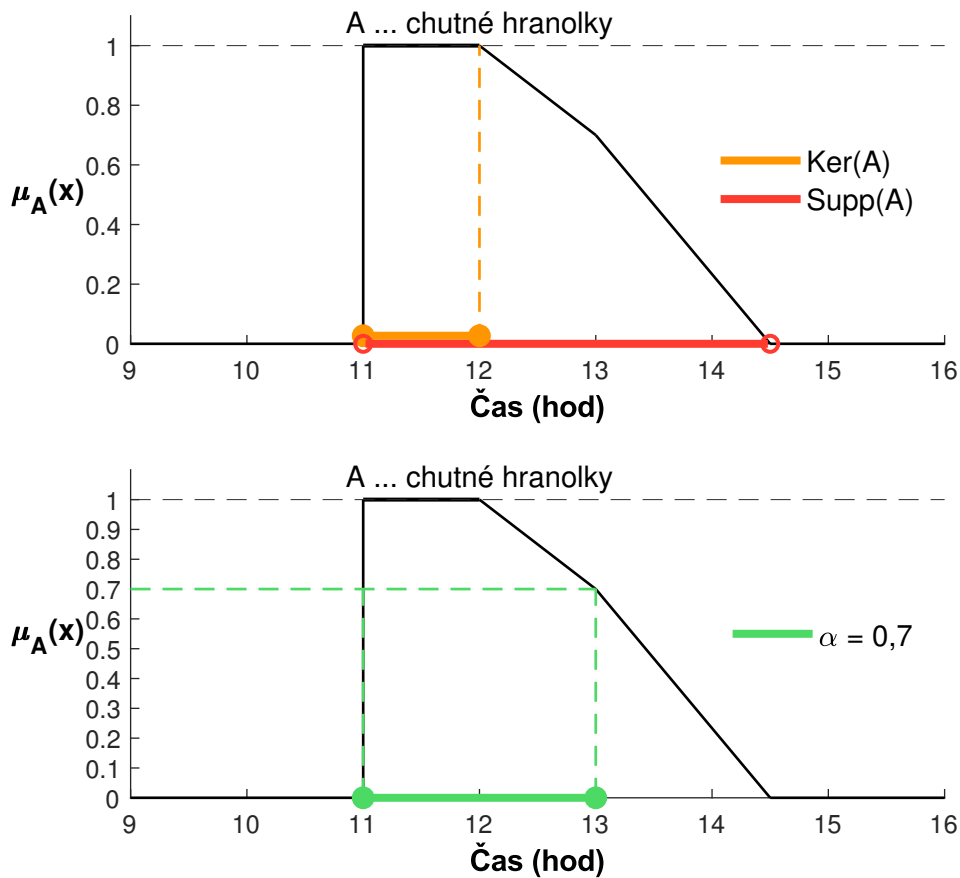 A ... chutné hranolky
1
0.8
0.6
0.4
0.2
0
μA(x)
Ker(A)
Supp(A)
9 10 11 12 13 14 15 16
Čas (hod)
A ... chutné hranolky
1
0.9
0.8
0.7
0.6
0.5
0.4
0.3
0.2
0.1
0
μA(x)
α = 0,7
9 10 11 12 13 14 15 16
Čas (hod)